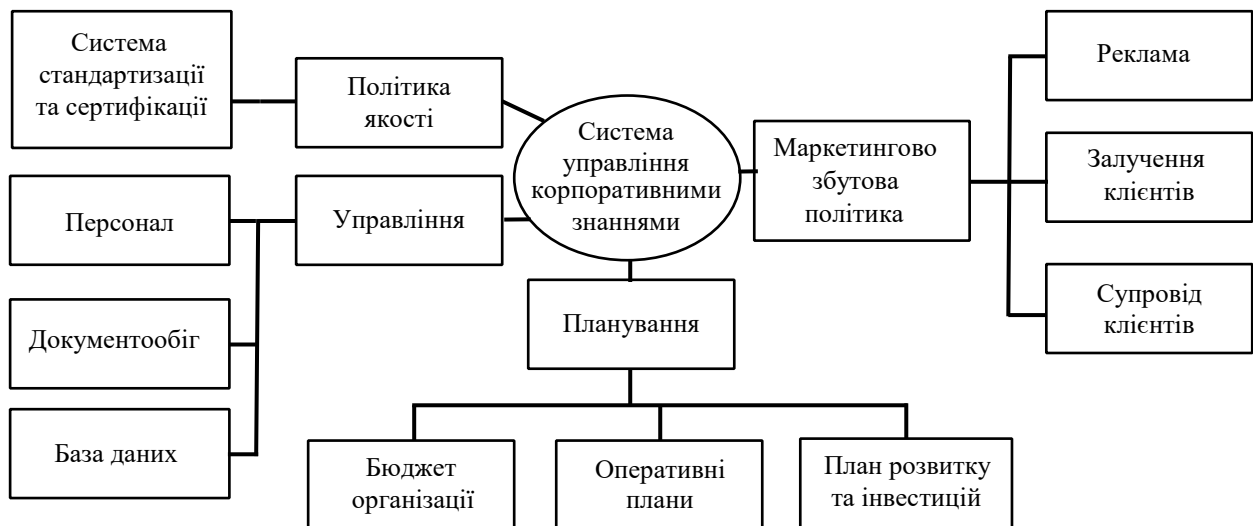 Система
стандартизації
та сертифікації
Політика
якості
Система
управління
корпоративними
знаннями
Маркетингово
збутова
політика
Реклама
Залучення
клієнтів
Супровід
клієнтів
Персонал
Управління
Документообіг
База даних
Планування
Бюджет
організації
Оперативні
плани
План розвитку
та інвестицій